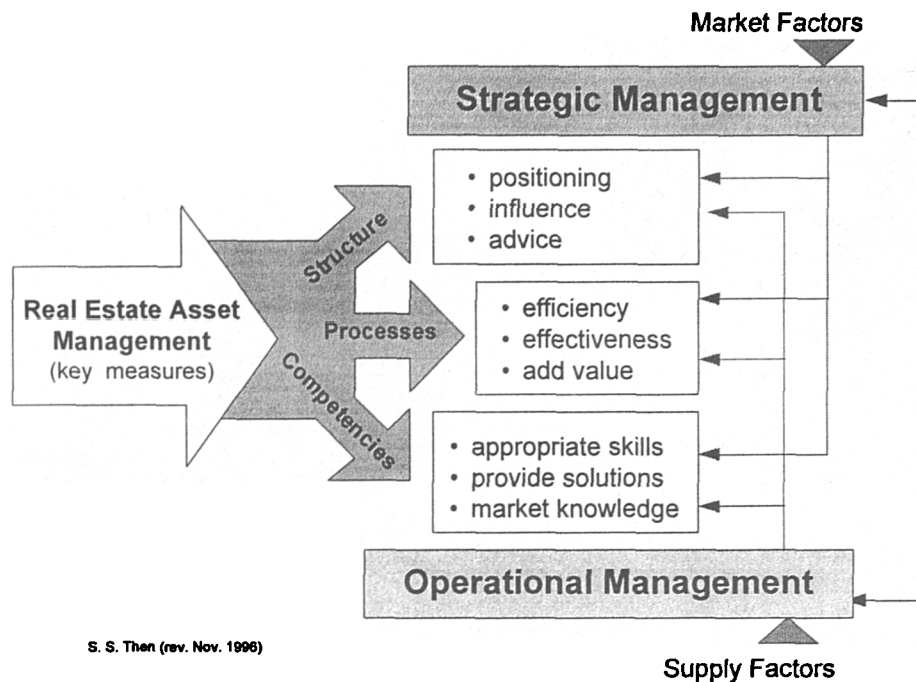 Market Factors
Strategic Management
• positioning
• influence
• advice
Structure
Real Estate Asset
Management
(key measures)
Processes
• efficiency
• effectiveness
• add value
Competencies
• appropriate skills
• provide solutions
• market knowledge
Operational Management
S. S. Then (rev. Nov. 1996)
Supply Factors